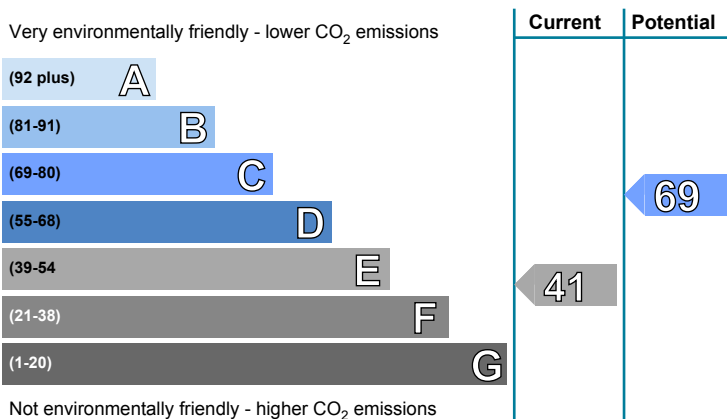 Current Potential
Very environmentally friendly - lower CO2 emissions
(92 plus) A
(81-91) B
(69-80) C
69
(55-68) D
(39-54 E
41
(21-38) F
(1-20) G
Not environmentally friendly - higher CO2 emissions